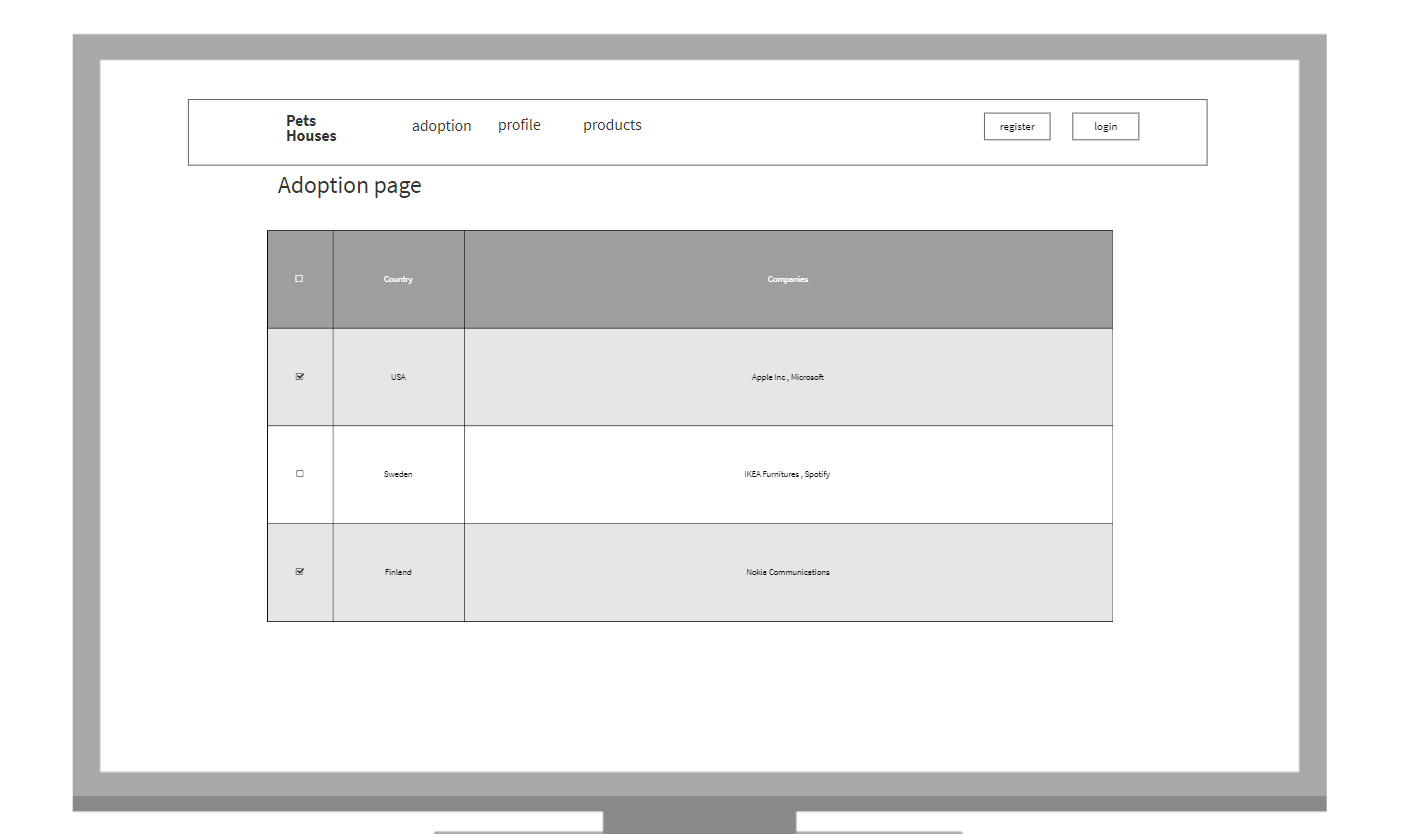 Pets
Houses
adoption profile products
register login
Adoption page
☐ Country Companies
☑ USA Apple Inc , Microsoft
☐ Sweden IKEA Furnitures , Spotify
☑ Finland Nokia Communications